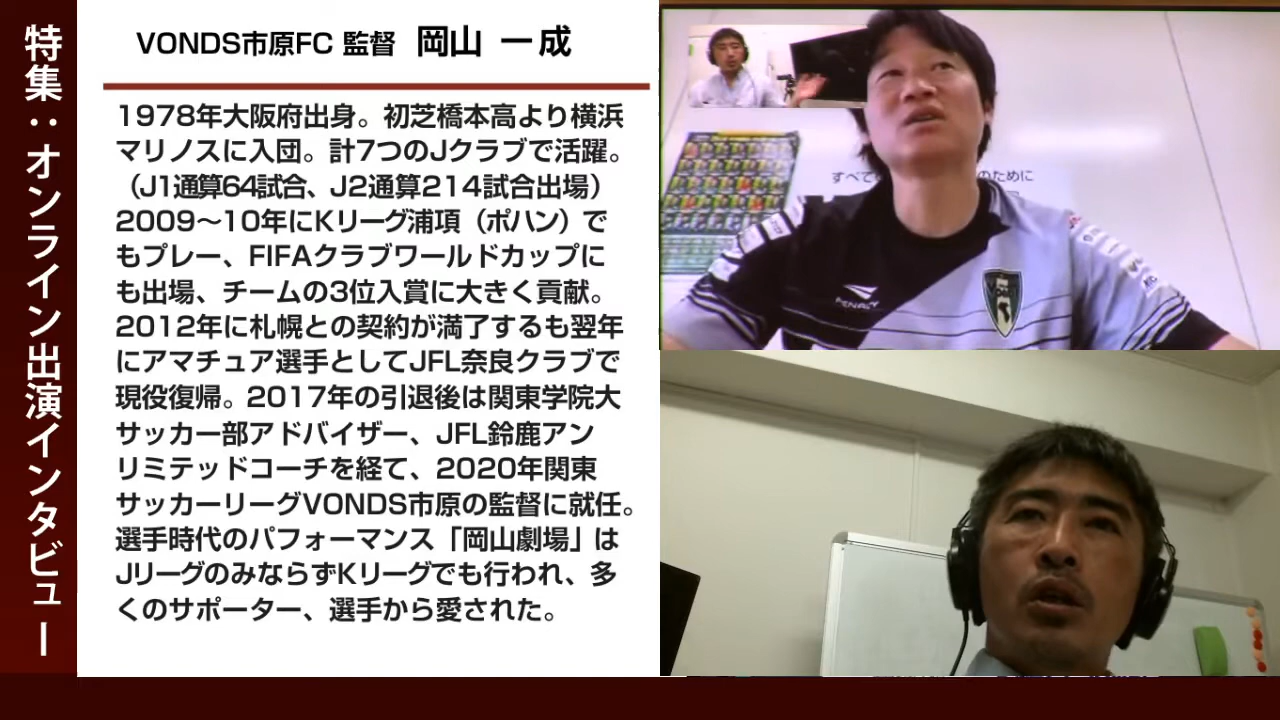 特集:オンライン出演インタビュー
VONDS市原FC 監督 岡山 一成
1978年大阪府出身。初芝橋本高より横浜
マリノスに入団。計7つのJクラブで活躍。
(J1通算64試合、J2通算214試合出場)
2009〜10年にKリーグ浦項(ポハン)で
もプレー、FIFAクラブワールドカップに
も出場、チームの3位入賞に大きく貢献。
2012年に札幌との契約が満了するも翌年
にアマチュア選手としてJFL奈良クラブで
現役復帰。2017年の引退後は関東学院大
サッカー部アドバイザー、JFL鈴鹿アン
リミテッドコーチを経て、2020年関東
サッカーリーグVONDS市原の監督に就任。
選手時代のパフォーマンス「岡山劇場」は
JリーグのみならずKリーグでも行われ、多
くのサポーター、選手から愛された。
すべて
のために
PENALTY